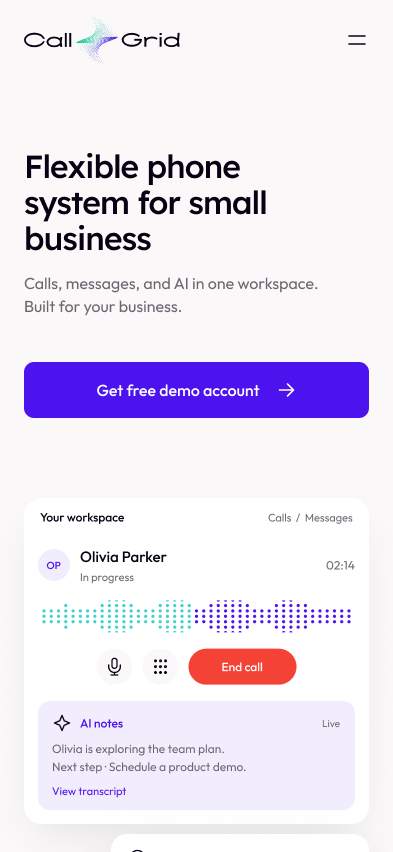 Call Grid
Flexible phone
system for small
business
Calls, messages, and AI in one workspace.
Built for your business.
Get free demo account
Your workspace
Calls / Messages
OP
Olivia Parker
In progress
02:14
End call
AI notes
Live
Olivia is exploring the team plan.
Next step · Schedule a product demo.
View transcript